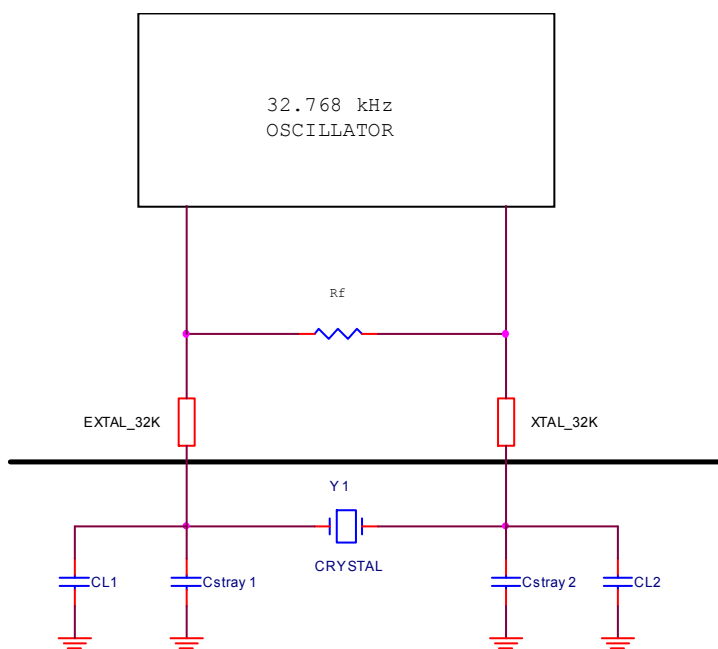 32.768 kHz
OSCILLATOR
Rf
EXTAL_32K
XTAL_32K
Y1
CRYSTAL
CL1
Cstray 1
Cstray 2
CL2